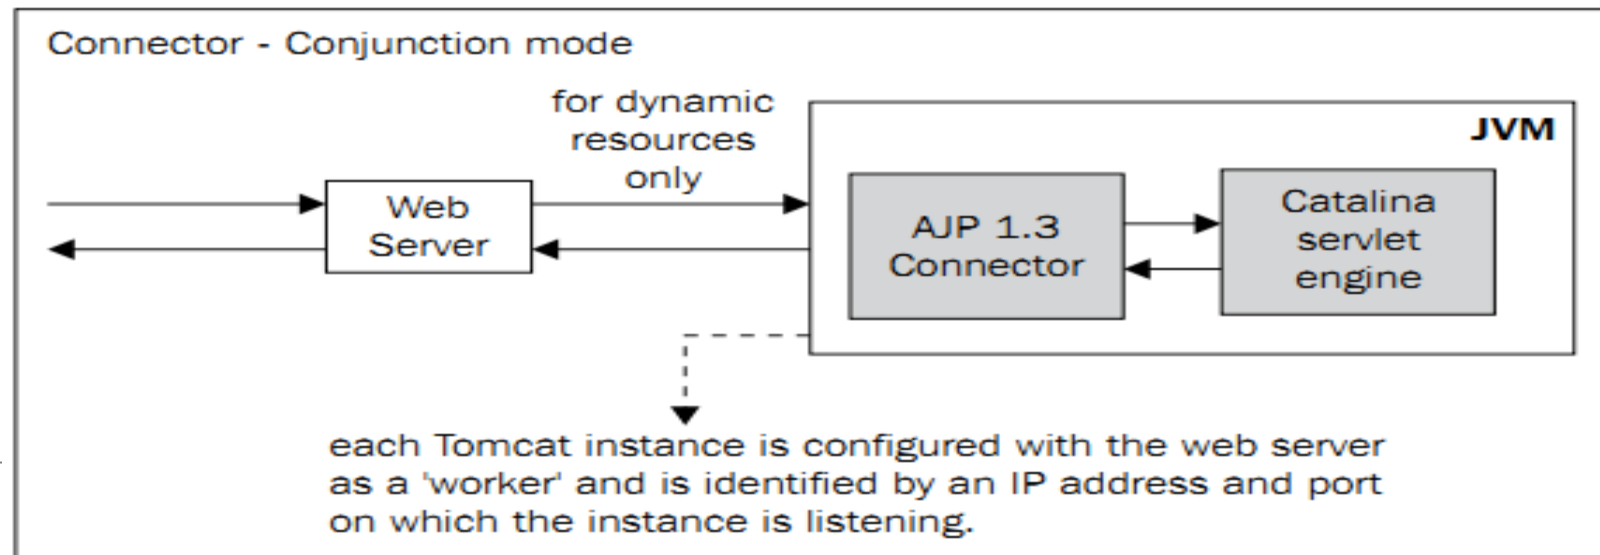 Connector - Conjunction mode
for dynamic
resources
only
JVM
Web
Server
AJP 1.3
Connector
Catalina
servlet
engine
each Tomcat instance is configured with the web server
as a 'worker' and is identified by an IP address and port
on which the instance is listening.